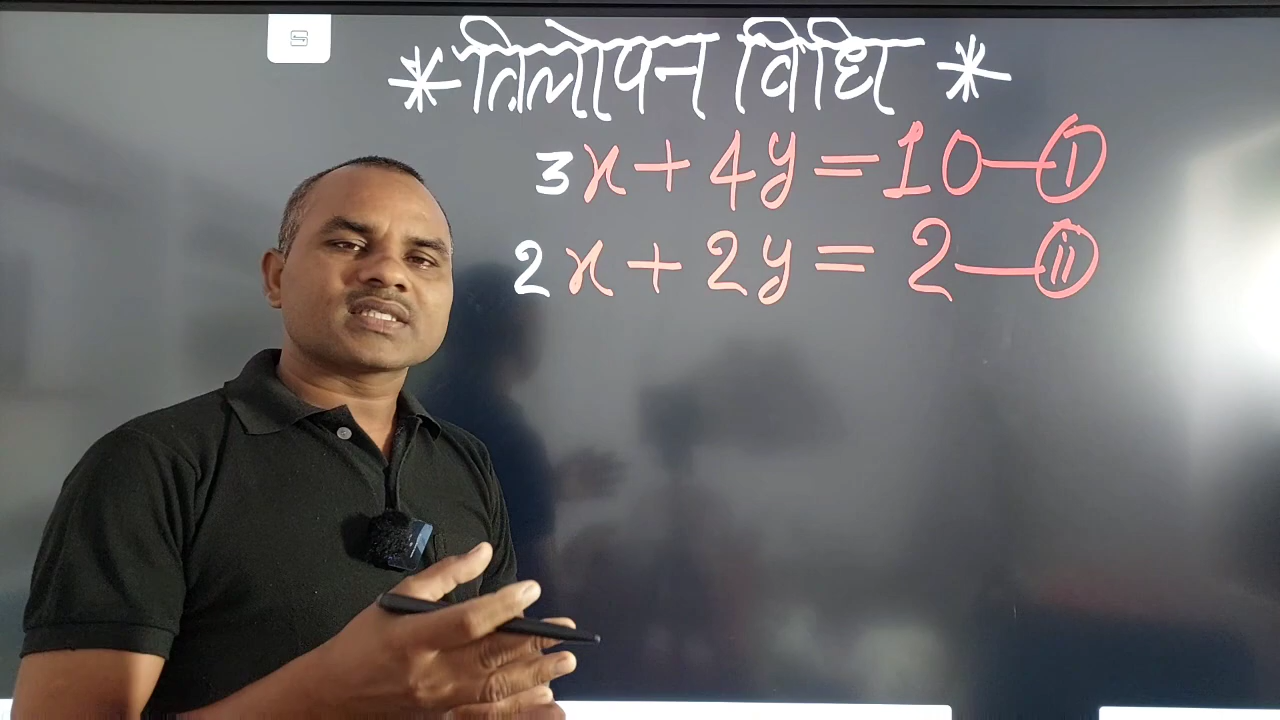 *विलोपन विधि*
3x + 4y = 10 — (i)
2x + 2y = 2 — (ii)